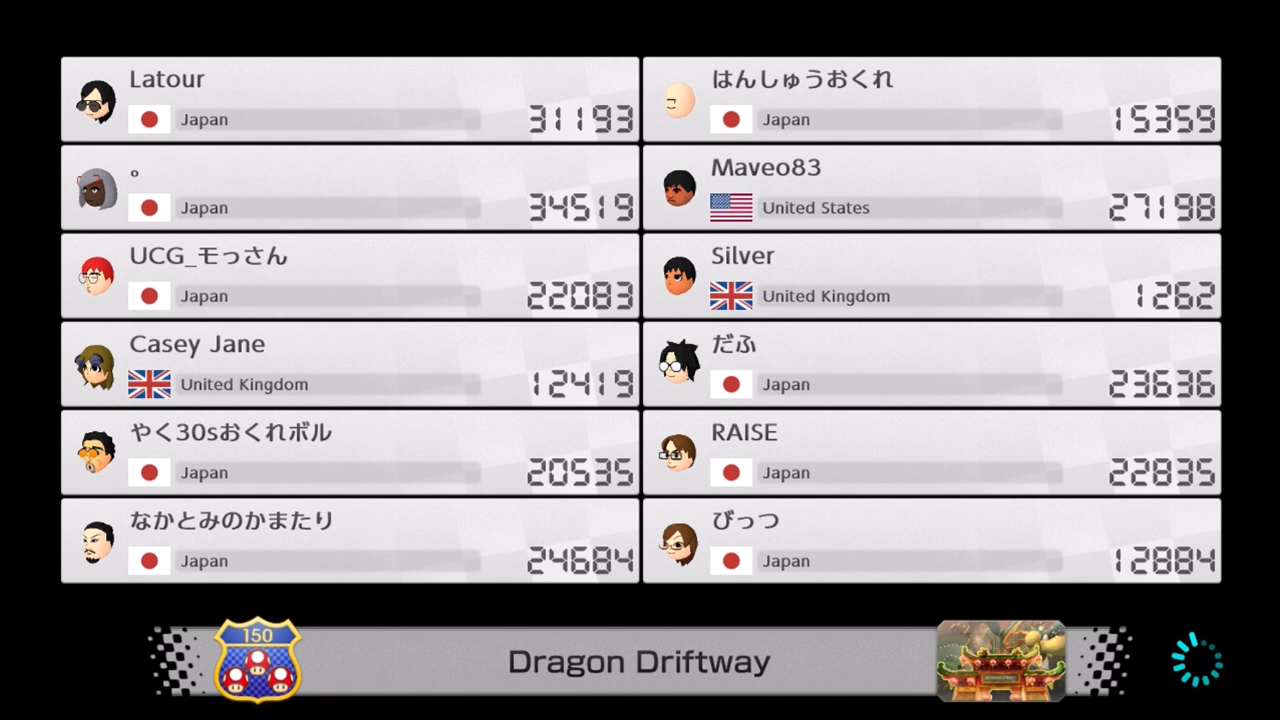 Latour
Japan
31193
はんしゅうおくれ
Japan
15359
°
Japan
34519
Maveo83
United States
27198
UCG_モっさん
Japan
22083
Silver
United Kingdom
1262
Casey Jane
United Kingdom
12419
だふ
Japan
23636
やく30sおくれボル
Japan
20535
RAISE
Japan
22835
なかとみのかまたり
Japan
24684
びっつ
Japan
12884
150
Dragon Driftway